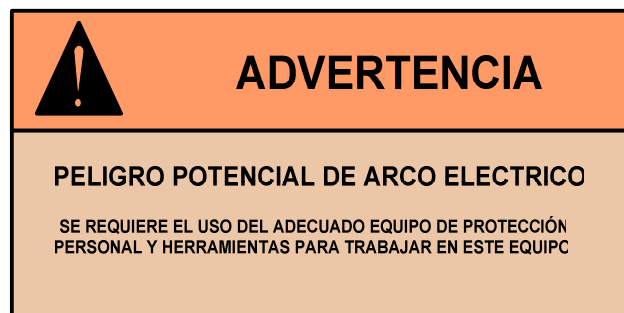 ADVERTENCIA
PELIGRO POTENCIAL DE ARCO ELECTRICO
SE REQUIERE EL USO DEL ADECUADO EQUIPO DE PROTECCIÓN
PERSONAL Y HERRAMIENTAS PARA TRABAJAR EN ESTE EQUIPO